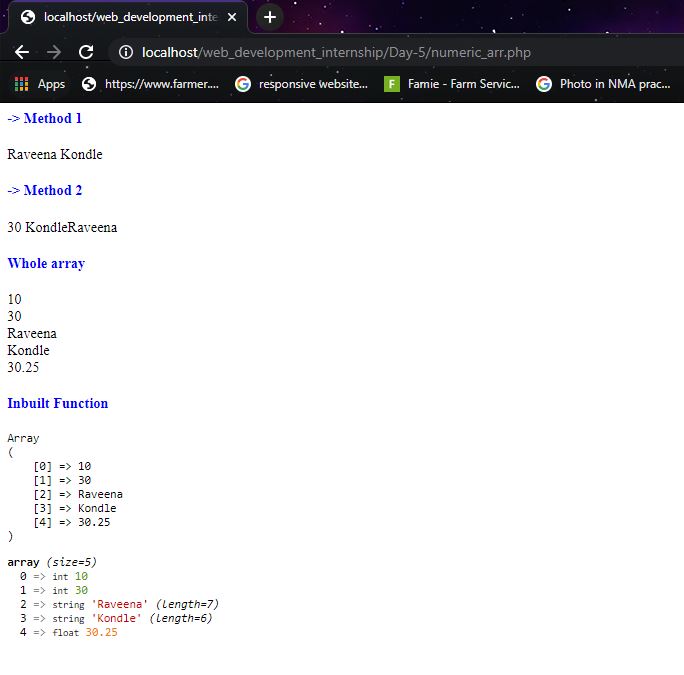 localhost/web_development_inte
localhost/web_development_internship/Day-5/numeric_arr.php
Apps https://www.farmer.... responsive website... F Famie - Farm Servic... Photo in NMA prac...
-> Method 1
Raveena Kondle
-> Method 2
30 KondleRaveena
Whole array
10
30
Raveena
Kondle
30.25
Inbuilt Function
Array
(
    [0] => 10
    [1] => 30
    [2] => Raveena
    [3] => Kondle
    [4] => 30.25
)
array (size=5)
  0 => int 10
  1 => int 30
  2 => string 'Raveena' (length=7)
  3 => string 'Kondle' (length=6)
  4 => float 30.25